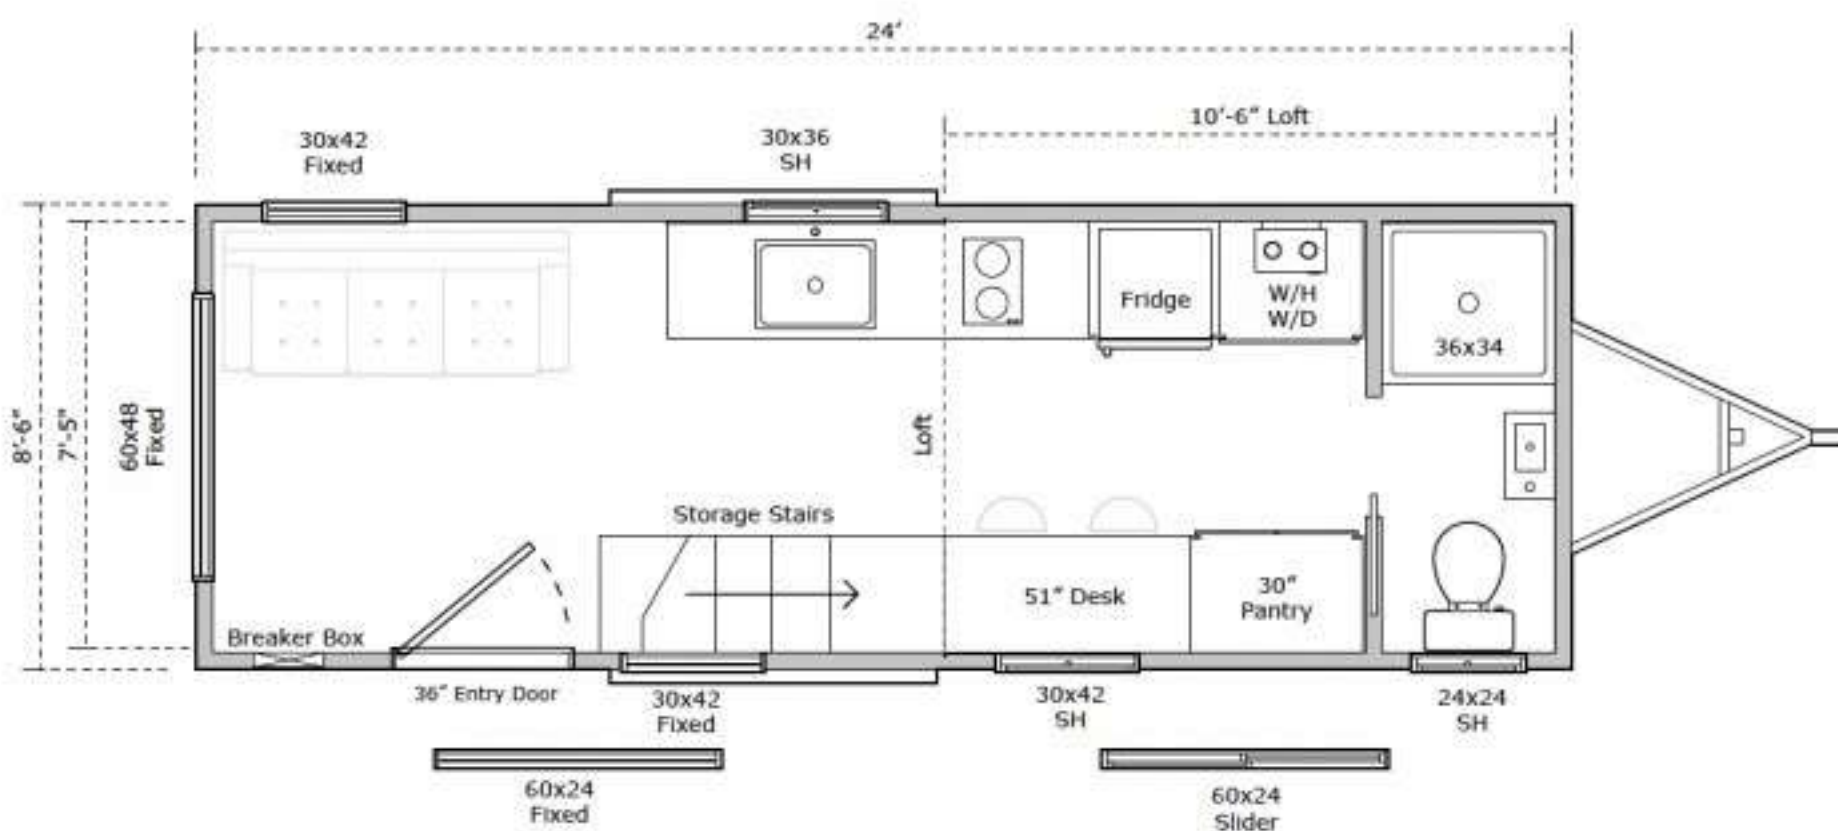 24'
10'-6" Loft
30x42
Fixed
30x36
SH
8'-6"
7'-5"
60x48
Fixed
Fridge
W/H
W/D
36x34
Loft
Storage Stairs
51" Desk
30"
Pantry
Breaker Box
36" Entry Door
30x42
Fixed
30x42
SH
24x24
SH
60x24
Fixed
60x24
Slider